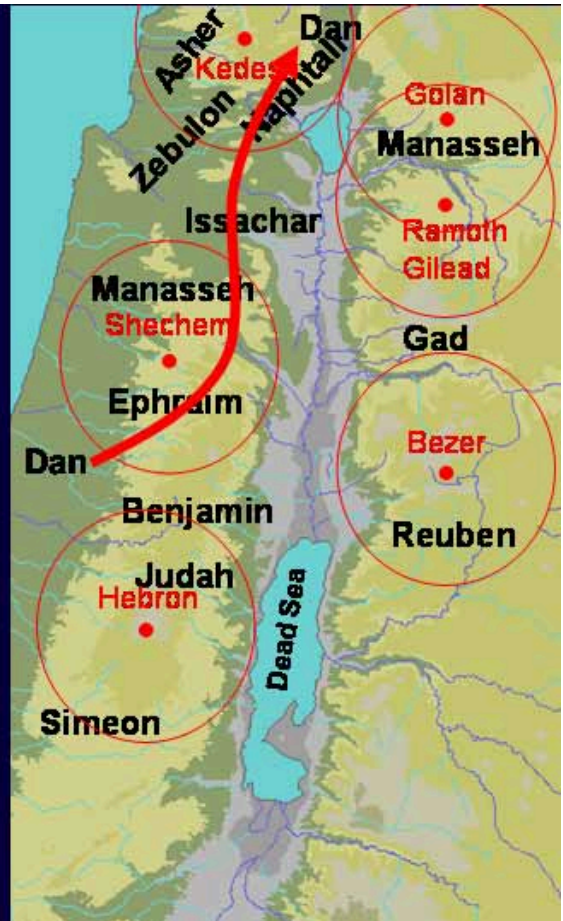 Dan
Asher
Kedes
Naphtali
Zebulon
Golan
Manasseh
Issachar
Ramoth
Gilead
Manasseh
Shechem
Gad
Ephraim
Dan
Bezer
Benjamin
Reuben
Judah
Hebron
Dead Sea
Simeon